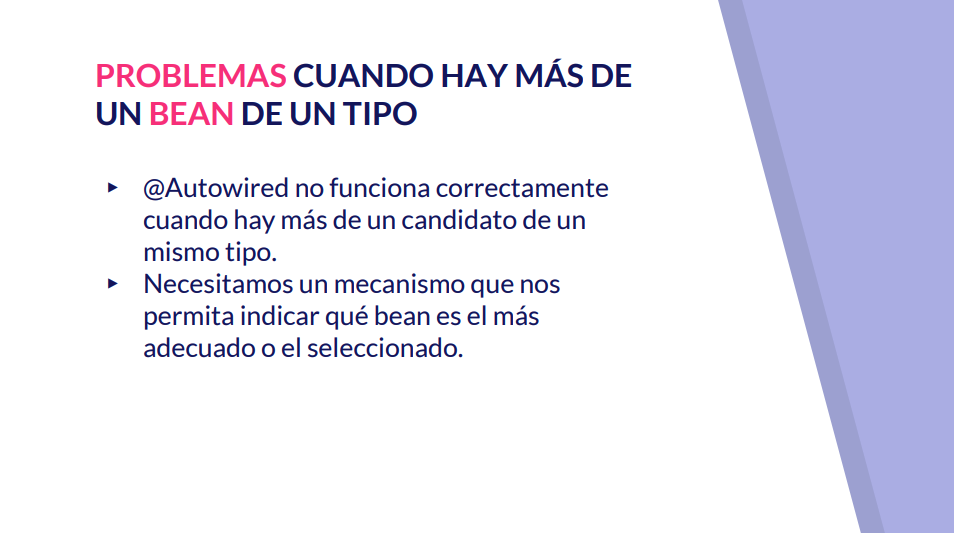 PROBLEMAS CUANDO HAY MÁS DE
UN BEAN DE UN TIPO
▸ @Autowired no funciona correctamente
cuando hay más de un candidato de un
mismo tipo.
▸ Necesitamos un mecanismo que nos
permita indicar qué bean es el más
adecuado o el seleccionado.